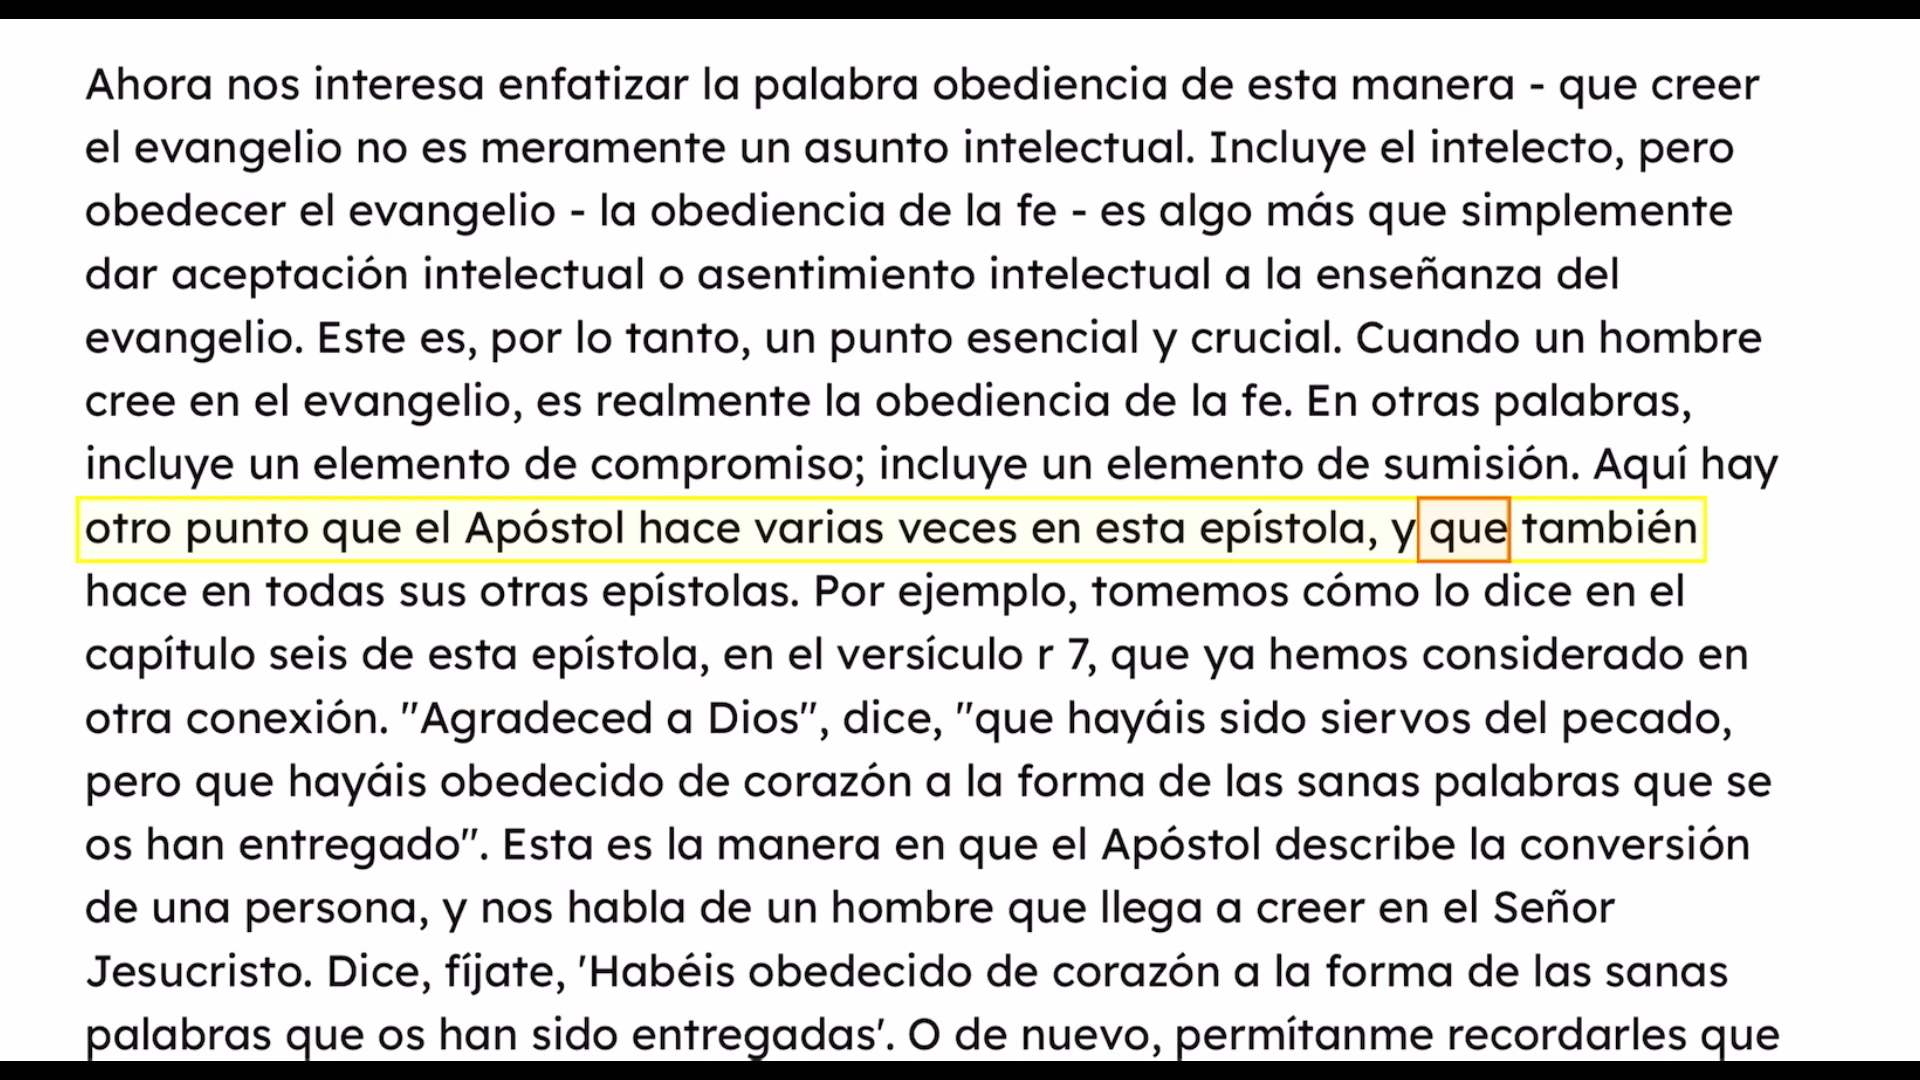 Ahora nos interesa enfatizar la palabra obediencia de esta manera - que creer
el evangelio no es meramente un asunto intelectual. Incluye el intelecto, pero
obedecer el evangelio - la obediencia de la fe - es algo más que simplemente
dar aceptación intelectual o asentimiento intelectual a la enseñanza del
evangelio. Este es, por lo tanto, un punto esencial y crucial. Cuando un hombre
cree en el evangelio, es realmente la obediencia de la fe. En otras palabras,
incluye un elemento de compromiso; incluye un elemento de sumisión. Aquí hay
otro punto que el Apóstol hace varias veces en esta epístola, y que también
hace en todas sus otras epístolas. Por ejemplo, tomemos cómo lo dice en el
capítulo seis de esta epístola, en el versículo r 7, que ya hemos considerado en
otra conexión. "Agradeced a Dios", dice, "que hayáis sido siervos del pecado,
pero que hayáis obedecido de corazón a la forma de las sanas palabras que se
os han entregado". Esta es la manera en que el Apóstol describe la conversión
de una persona, y nos habla de un hombre que llega a creer en el Señor
Jesucristo. Dice, fíjate, 'Habéis obedecido de corazón a la forma de las sanas
palabras que os han sido entregadas'. O de nuevo, permítanme recordarles que